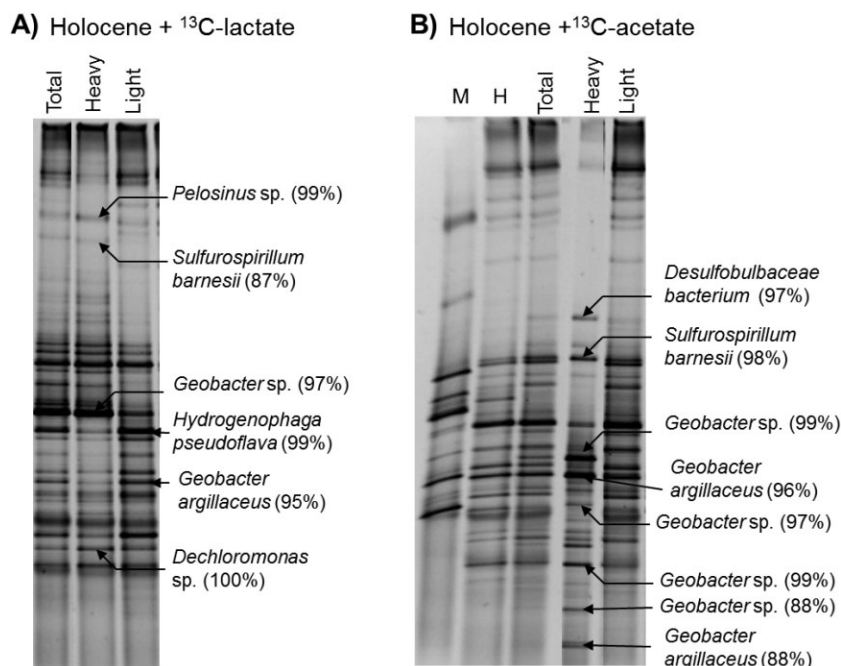 A) Holocene + ¹³C-lactate
Total
Heavy
Light
Pelosinus sp. (99%)
Sulfurospirillum
barnesii (87%)
Geobacter sp. (97%)
Hydrogenophaga
pseudoflava (99%)
Geobacter
argillaceus (95%)
Dechloromonas
sp. (100%)
B) Holocene +¹³C-acetate
M
H
Total
Heavy
Light
Desulfobulbaceae
bacterium (97%)
Sulfurospirillum
barnesii (98%)
Geobacter sp. (99%)
Geobacter
argillaceus (96%)
Geobacter sp. (97%)
Geobacter sp. (99%)
Geobacter sp. (88%)
Geobacter
argillaceus (88%)